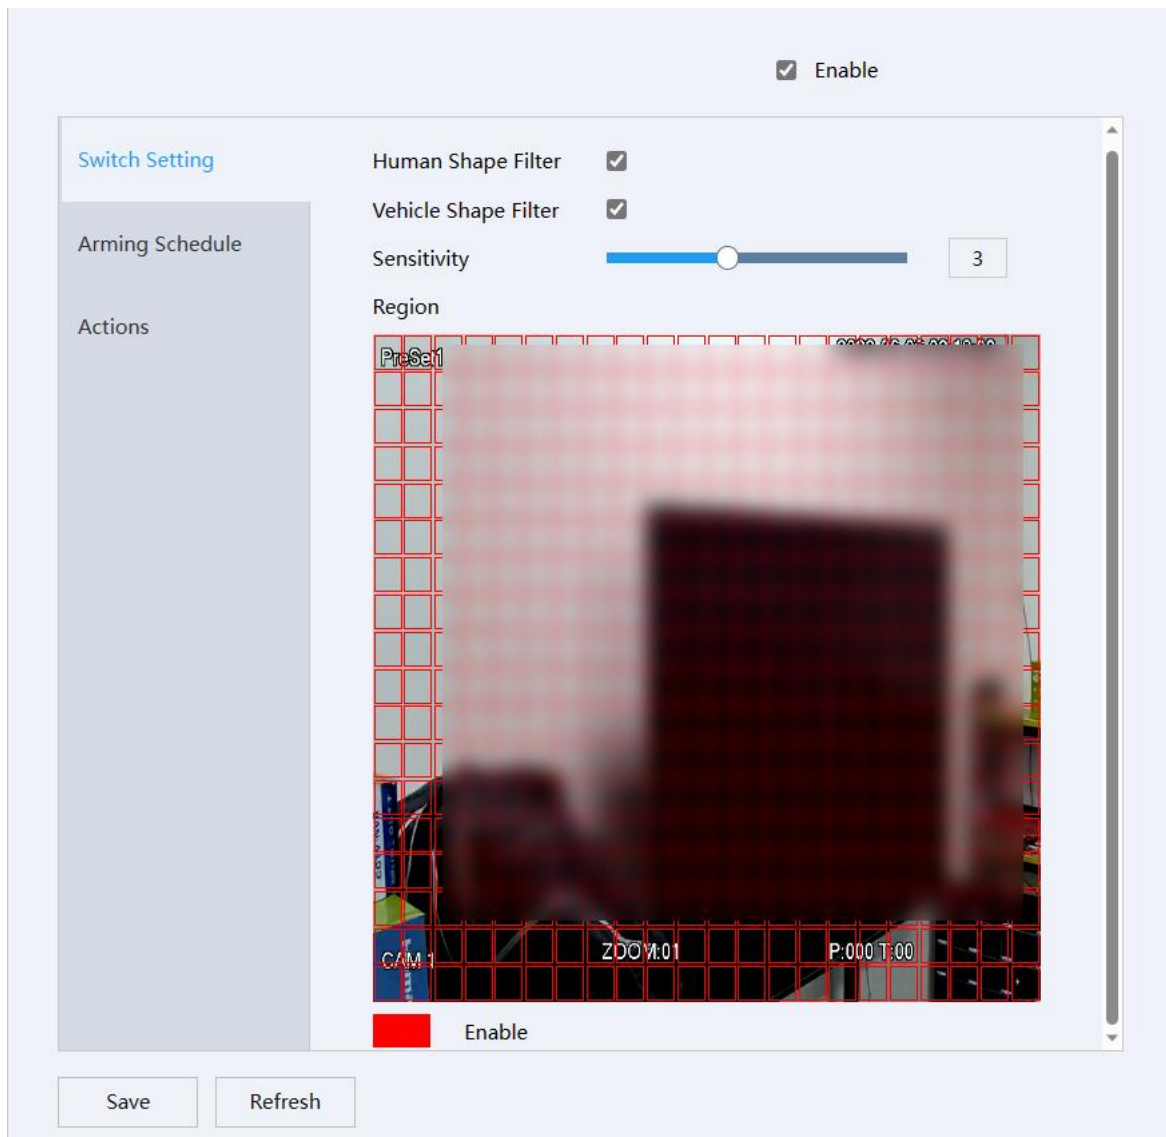 Enable
Switch Setting
Human Shape Filter
Vehicle Shape Filter
Arming Schedule
Sensitivity
3
Region
Actions
PreSet1
CAM 1
ZOOM:01
P:000 T:00
Enable
Save
Refresh